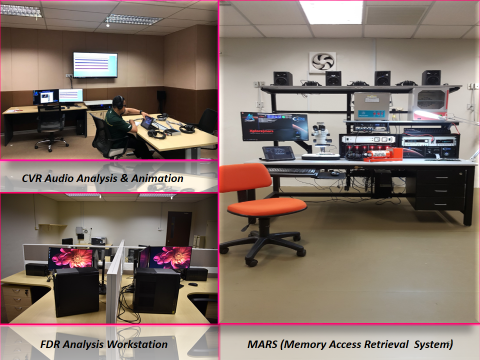 CVR Audio Analysis & Animation
FDR Analysis Workstation
MARS (Memory Access Retrieval System)